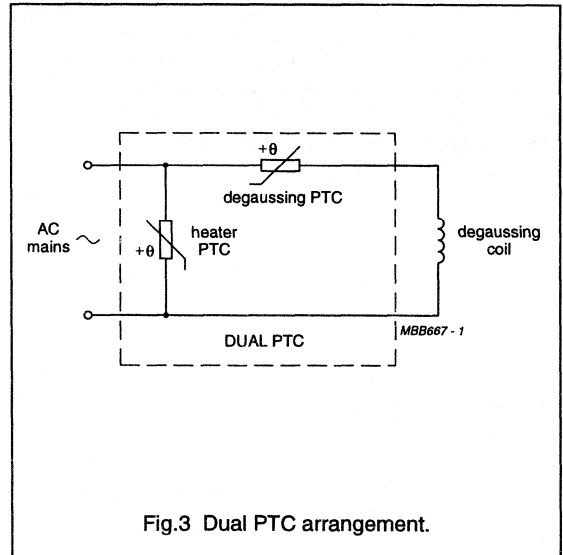 +θ
degaussing PTC
AC
mains
heater
PTC
+θ
degaussing
coil
DUAL PTC
MBB667 - 1
Fig.3 Dual PTC arrangement.